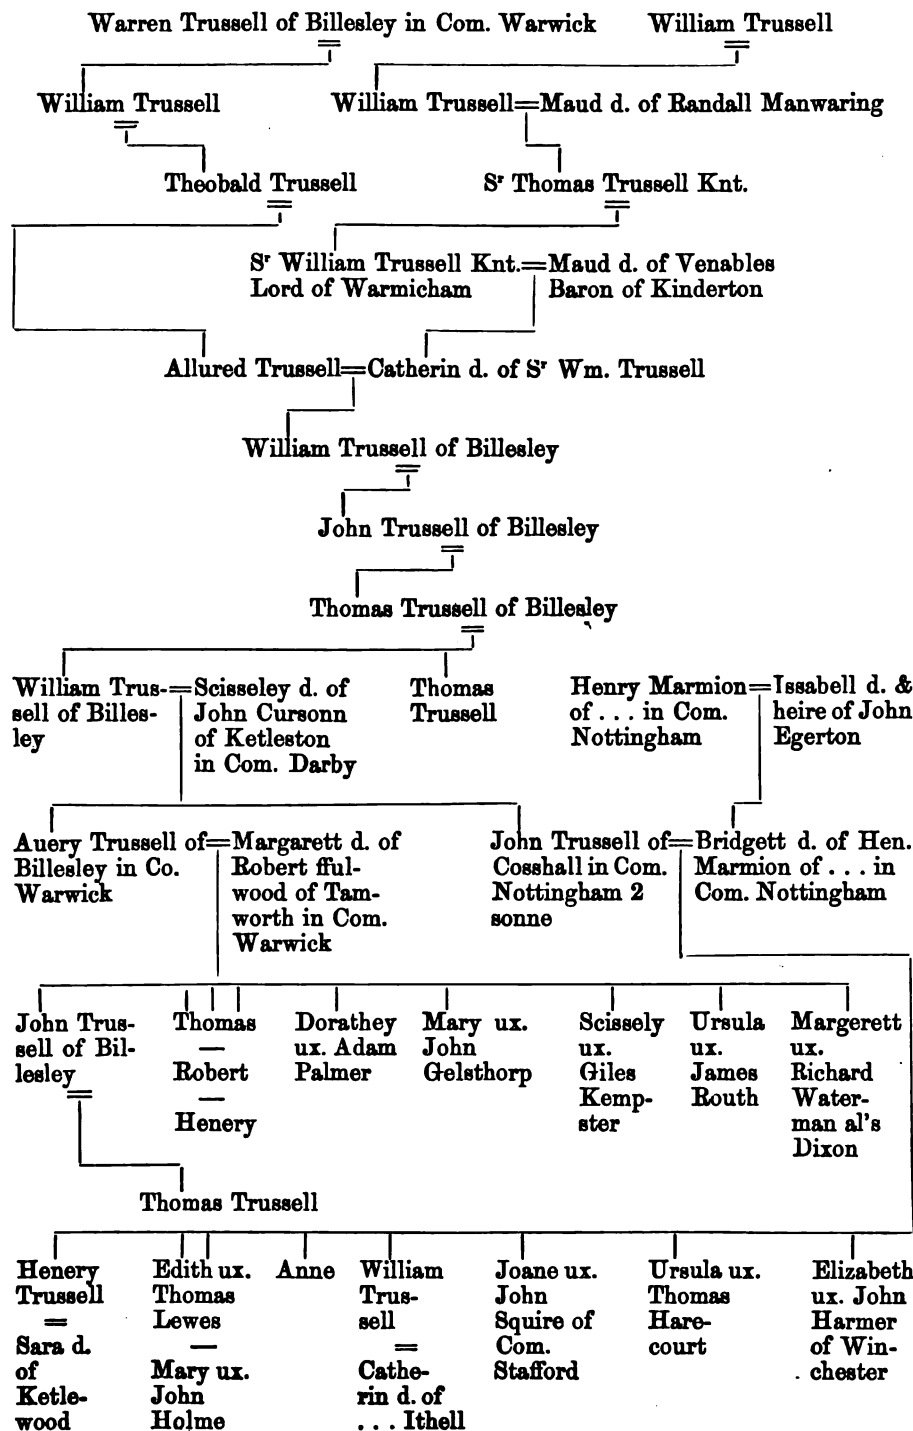 Warren Trussell of Billesley in Com. Warwick
William Trussell
William Trussell
William Trussell=Maud d. of Randall Manwaring
Theobald Trussell
Sʳ Thomas Trussell Knt.
Sʳ William Trussell Knt.=Maud d. of Venables
Lord of Warmicham
Baron of Kinderton
Allured Trussell=Catherin d. of Sʳ Wm. Trussell
William Trussell of Billesley
John Trussell of Billesley
Thomas Trussell of Billesley
William Trus-=Scisseley d. of
sell of Billes-
ley
John Cursonn
of Ketleston
in Com. Darby
Thomas
Trussell
Henry Marmion=Issabell d. &
of . . . in Com.
Nottingham
heire of John
Egerton
Auery Trussell of=Margarett d. of
Billesley in Co.
Warwick
Robert fful-
wood of Tam-
worth in Com.
Warwick
John Trussell of=Bridgett d. of Hen.
Cosshall in Com.
Nottingham 2
sonne
Marmion of . . . in
Com. Nottingham
John Trus-
sell of Bil-
lesley
Thomas
—
Robert
—
Henery
Dorathey
ux. Adam
Palmer
Mary ux.
John
Gelsthorp
Scissely
ux.
Giles
Kemp-
ster
Ursula
ux.
James
Routh
Margerett
ux.
Richard
Water-
man al's
Dixon
Thomas Trussell
Henery
Trussell
=
Sara d.
of
Ketle-
wood
Edith ux.
Thomas
Lewes
—
Mary ux.
John
Holme
Anne
William
Trus-
sell
=
Cathe-
rin d. of
. . . Ithell
Joane ux.
John
Squire of
Com.
Stafford
Ursula ux.
Thomas
Hare-
court
Elizabeth
ux. John
Harmer
of Win-
chester